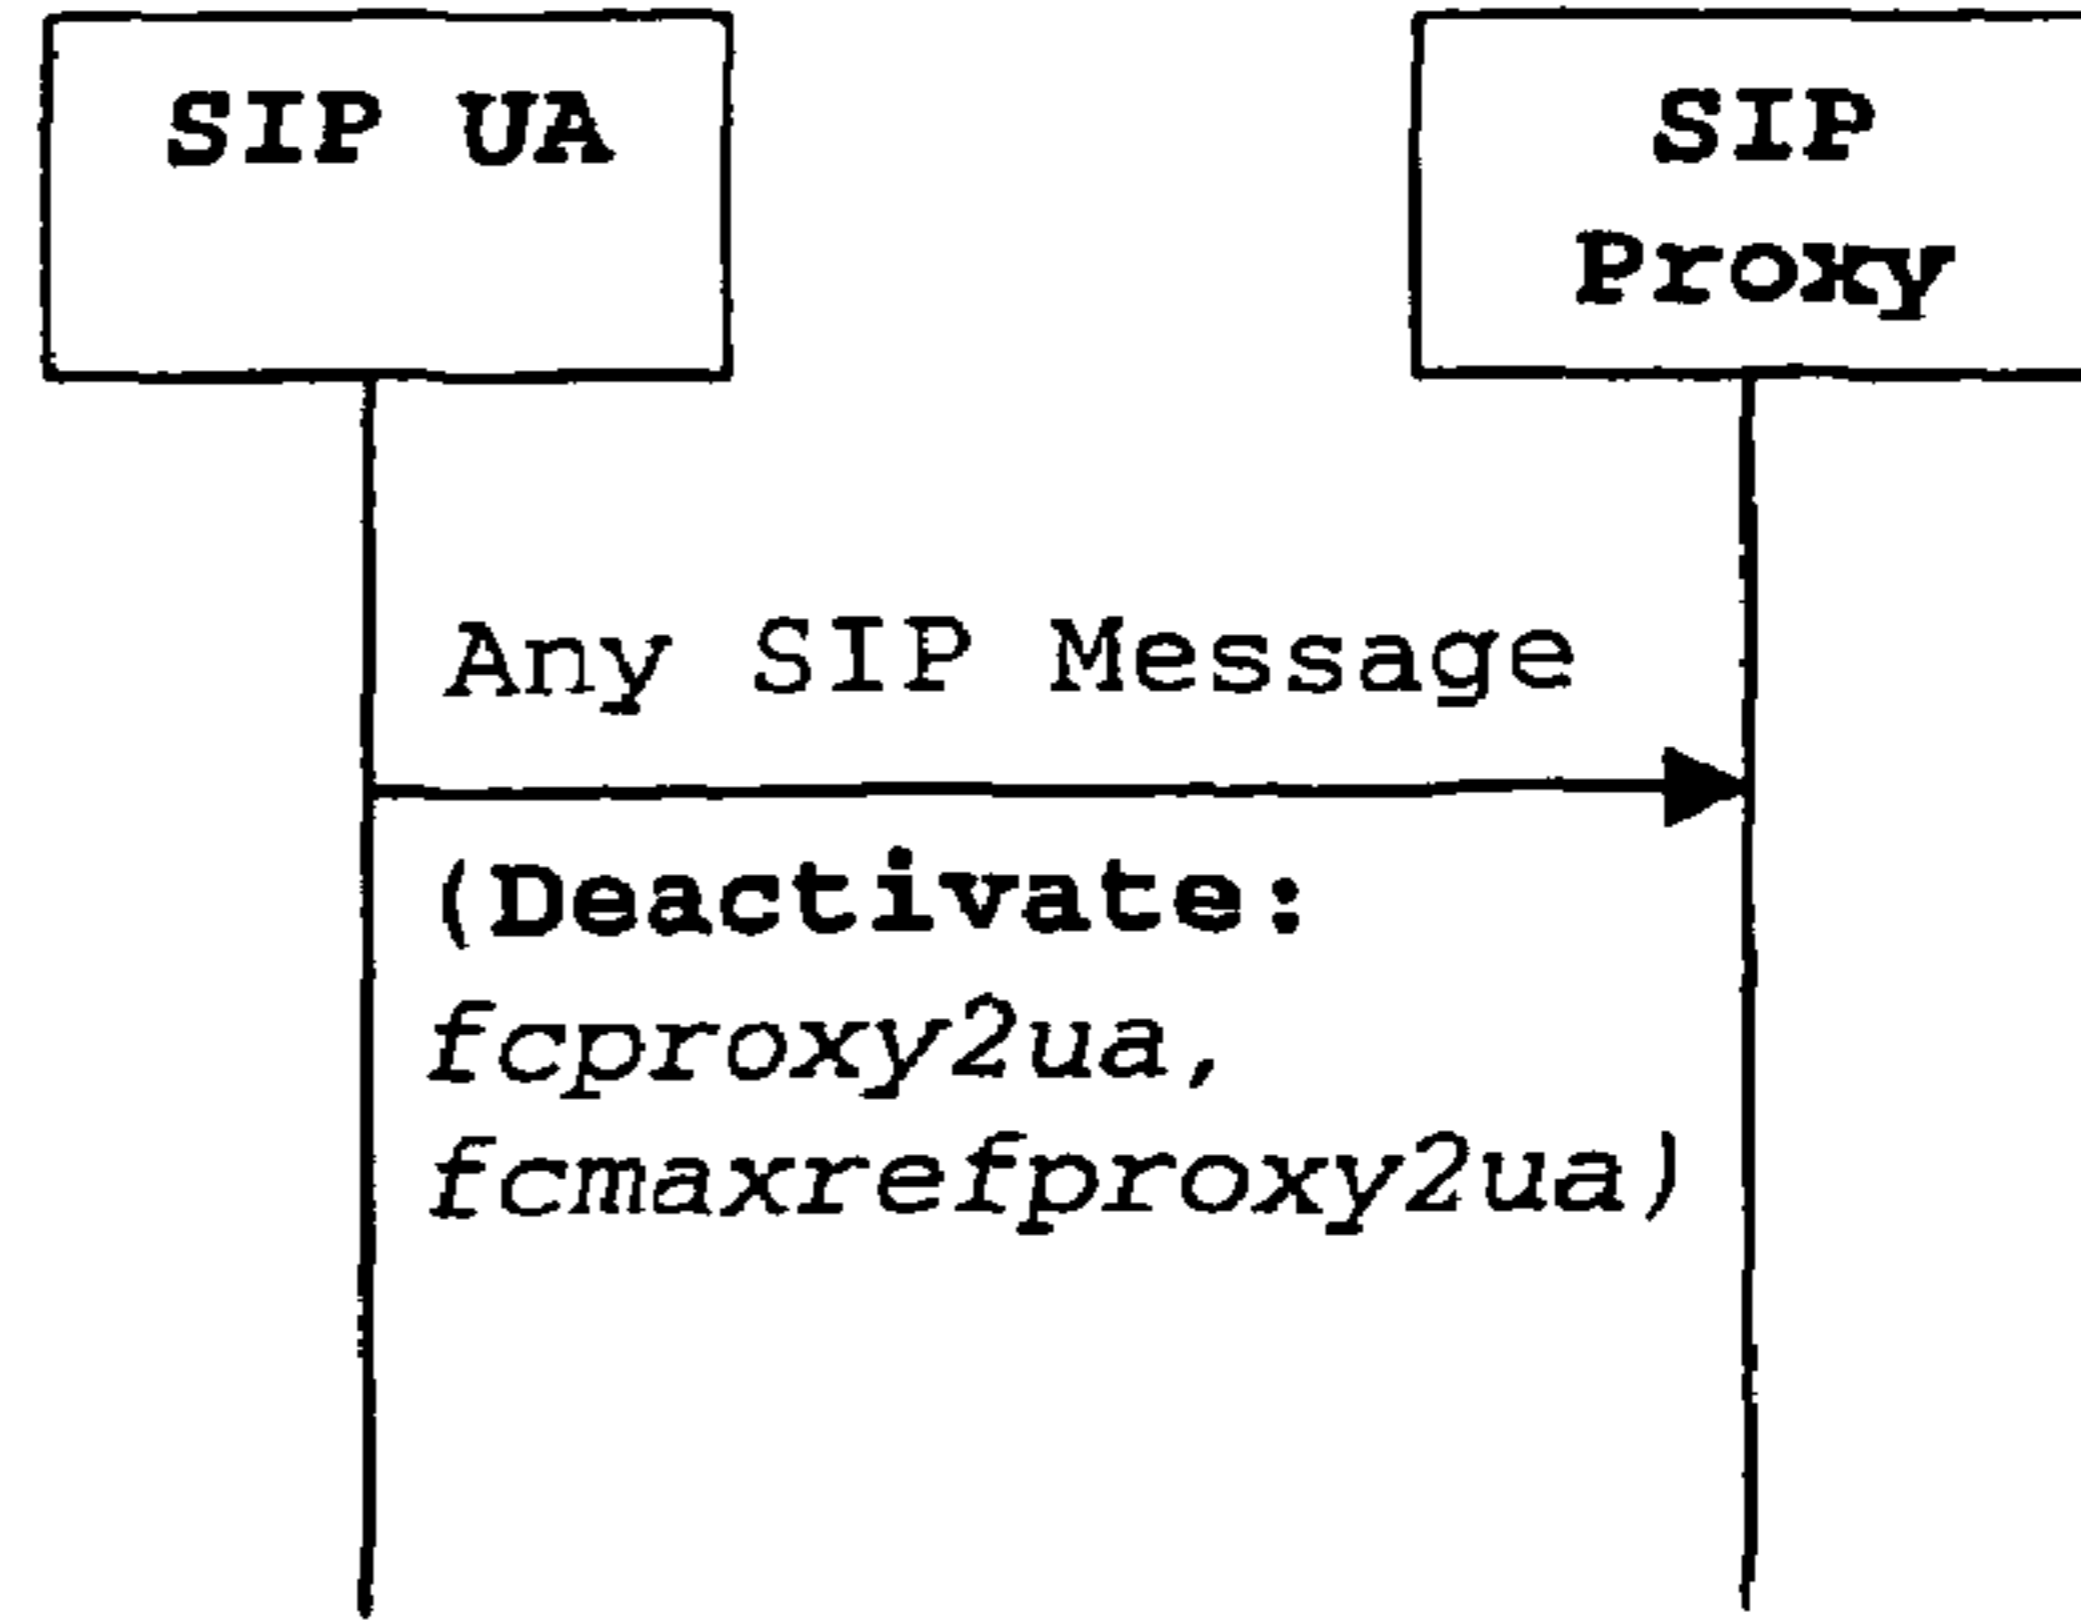 SIP UA
SIP
Proxy
Any SIP Message
(Deactivate:
fcproxy2ua,
fcmaxrefproxy2ua)